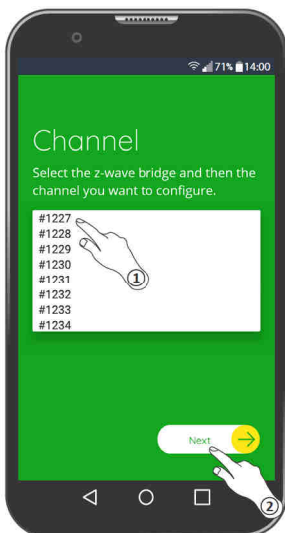 71% 14:00
Channel
Select the z-wave bridge and then the
channel you want to configure.
#1227
#1228
#1229
#1230
#1231
#1232
#1233
#1234
1
Next
2